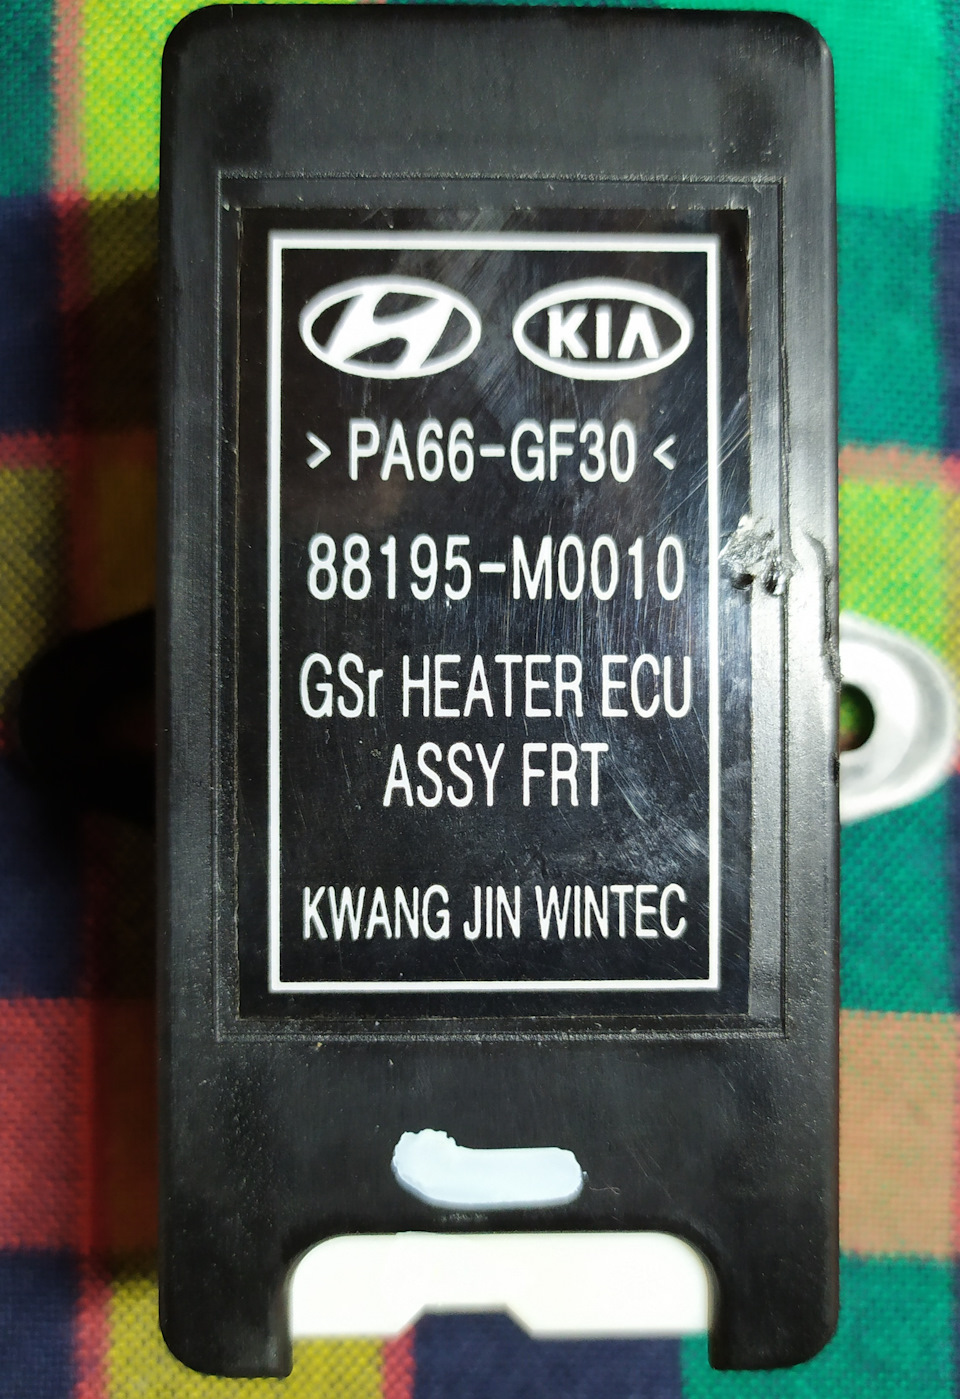 KIA
>PA66-GF30<
88195-M0010
GSr HEATER ECU
ASSY FRT
KWANG JIN WINTEC